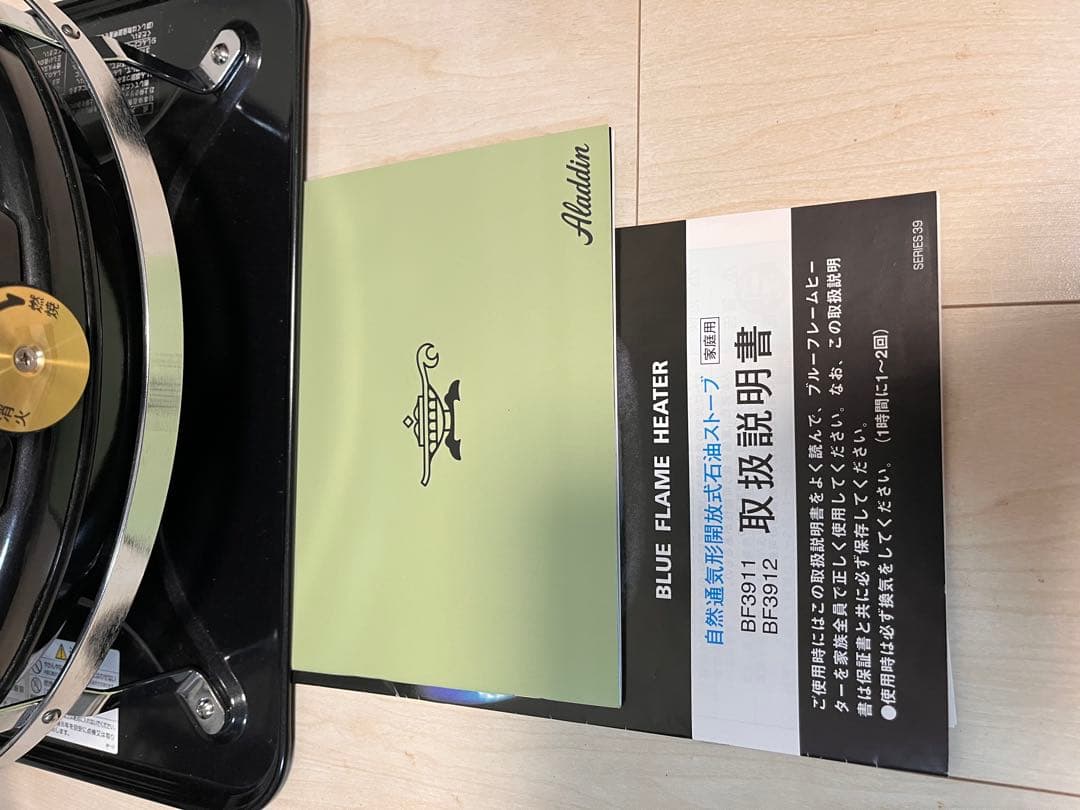 Aladdin
BLUE FLAME HEATER
自然通気形開放式石油ストーブ 家庭用
BF3911
BF3912
取扱説明書
ご使用時にはこの取扱説明書をよく読んで、ブルーフレームヒー
ターを家族全員で正しく使用してください。なお、この取扱説明
書は保証書と共に必ず保存してください。
●使用時は必ず換気をしてください。(1時間に1〜2回)
SERIES 39
燃焼
消火